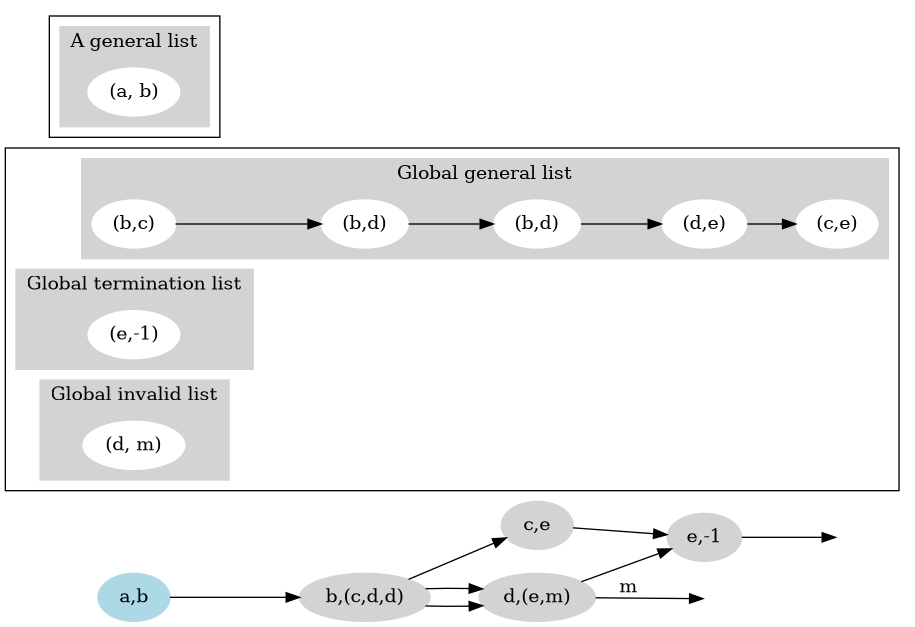 A general list
(a, b)
Global general list
(b,c)
(b,d)
(b,d)
(d,e)
(c,e)
Global termination list
(e,-1)
Global invalid list
(d, m)
c,e
e,-1
a,b
b,(c,d,d)
d,(e,m)
m